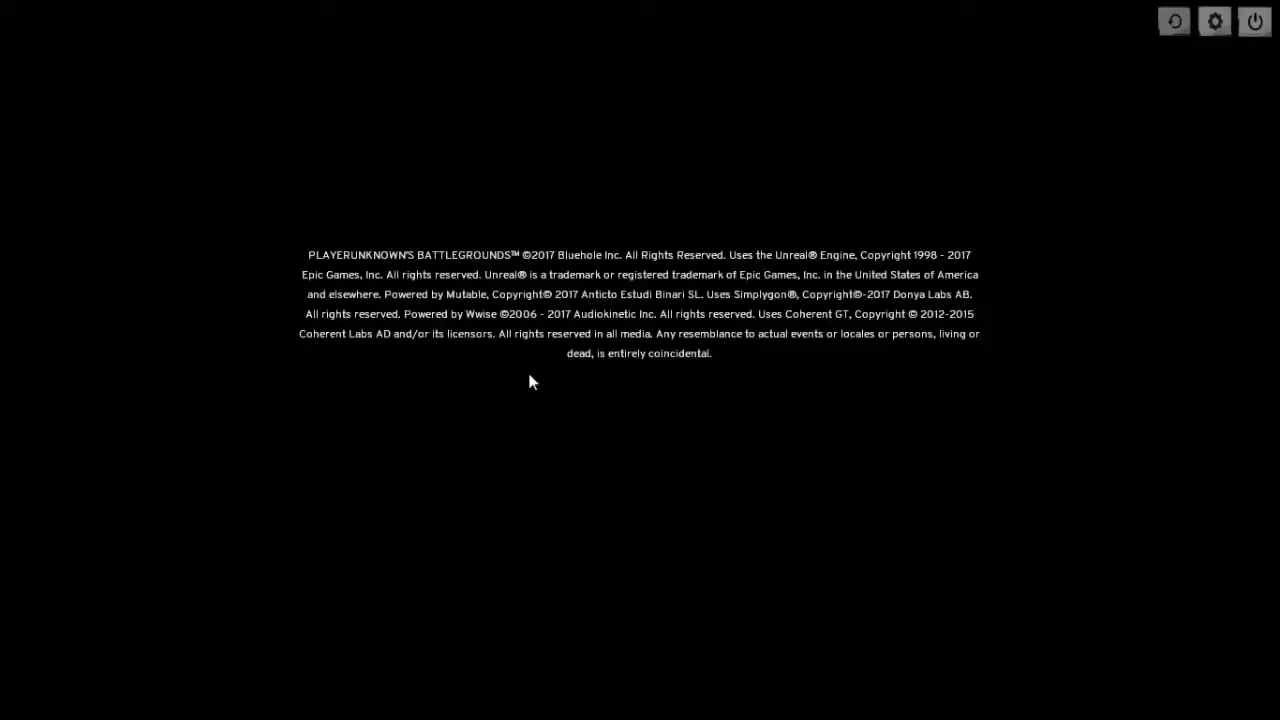 PLAYERUNKNOWN'S BATTLEGROUNDS™ ©2017 Bluehole Inc. All Rights Reserved. Uses the Unreal® Engine, Copyright 1998 - 2017
Epic Games, Inc. All rights reserved. Unreal® is a trademark or registered trademark of Epic Games, Inc. in the United States of America
and elsewhere. Powered by Mutable, Copyright© 2017 Anticto Estudi Binari SL. Uses Simplygon®, Copyright©-2017 Donya Labs AB.
All rights reserved. Powered by Wwise ©2006 - 2017 Audiokinetic Inc. All rights reserved. Uses Coherent GT, Copyright © 2012-2015
Coherent Labs AD and/or its licensors. All rights reserved in all media. Any resemblance to actual events or locales or persons, living or
dead, is entirely coincidental.